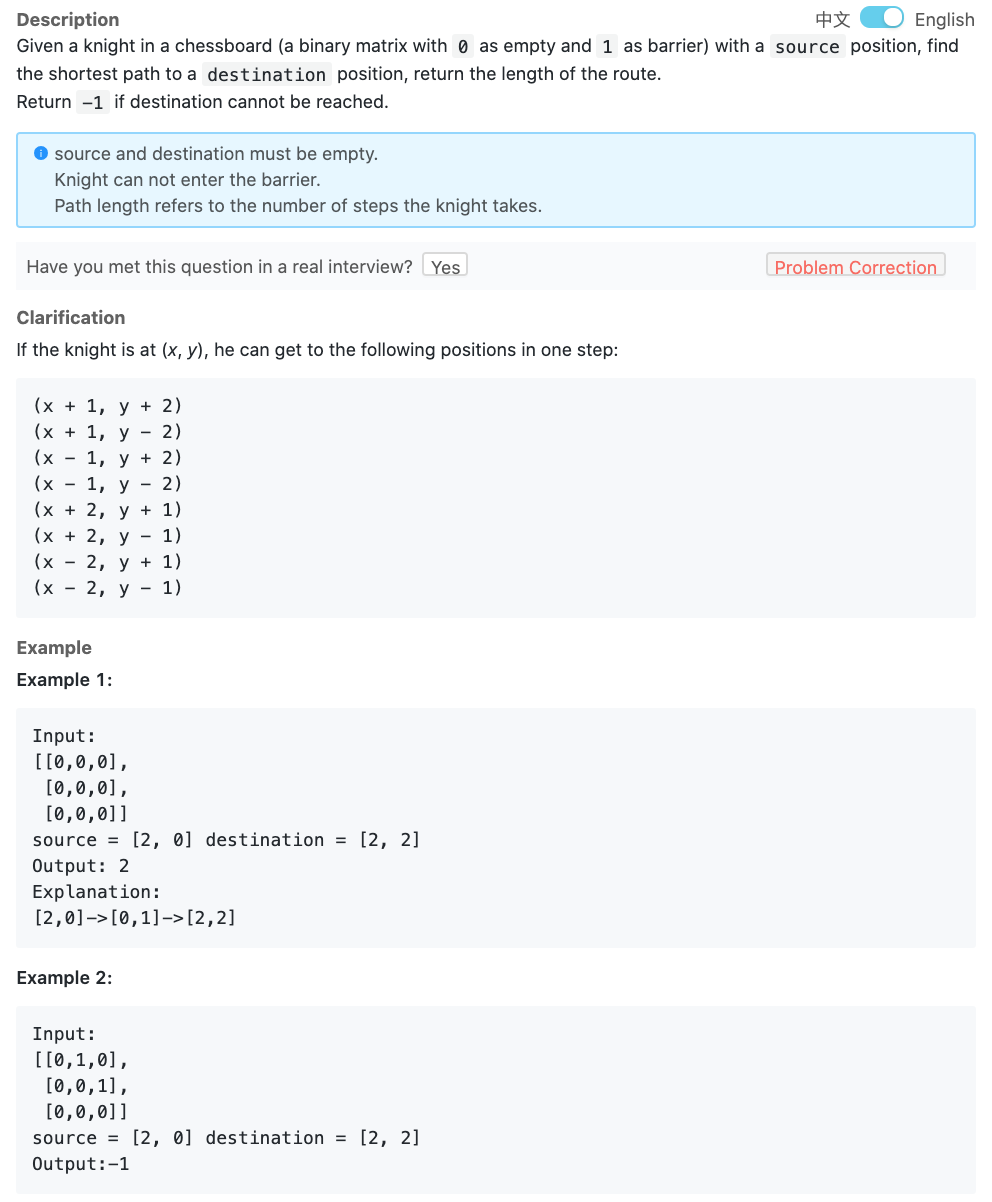 Description 中文 English
Given a knight in a chessboard (a binary matrix with 0 as empty and 1 as barrier) with a source position, find
the shortest path to a destination position, return the length of the route.
Return -1 if destination cannot be reached.
source and destination must be empty.
Knight can not enter the barrier.
Path length refers to the number of steps the knight takes.
Have you met this question in a real interview? Yes Problem Correction
Clarification
If the knight is at (x, y), he can get to the following positions in one step:
(x + 1, y + 2)
(x + 1, y - 2)
(x - 1, y + 2)
(x - 1, y - 2)
(x + 2, y + 1)
(x + 2, y - 1)
(x - 2, y + 1)
(x - 2, y - 1)
Example
Example 1:
Input:
[[0,0,0],
 [0,0,0],
 [0,0,0]]
source = [2, 0] destination = [2, 2]
Output: 2
Explanation:
[2,0]->[0,1]->[2,2]
Example 2:
Input:
[[0,1,0],
 [0,0,1],
 [0,0,0]]
source = [2, 0] destination = [2, 2]
Output:-1